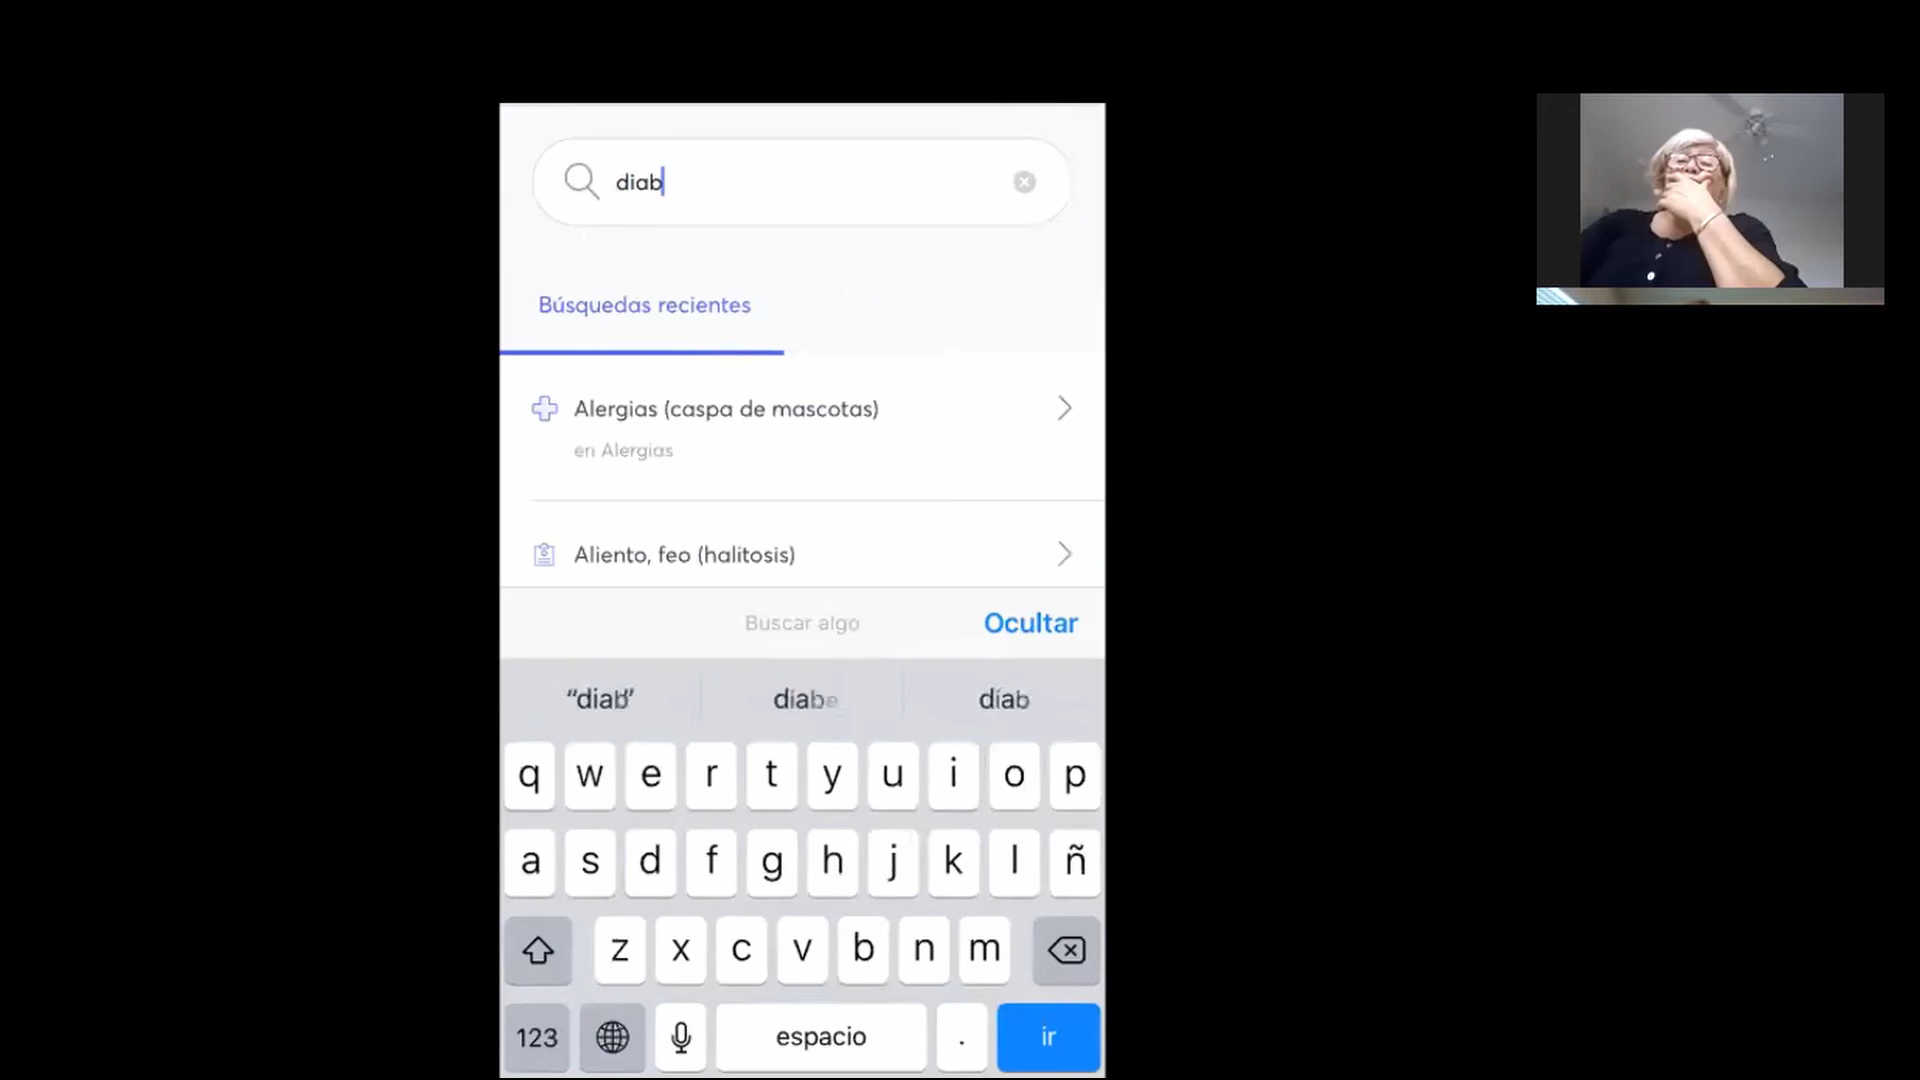 diab
Búsquedas recientes
Alergias (caspa de mascotas)
en Alergias
Aliento, feo (halitosis)
Buscar algo
Ocultar
“diab” diabe díab
q w e r t y u i o p
a s d f g h j k l ñ
z x c v b n m
123 espacio . ir